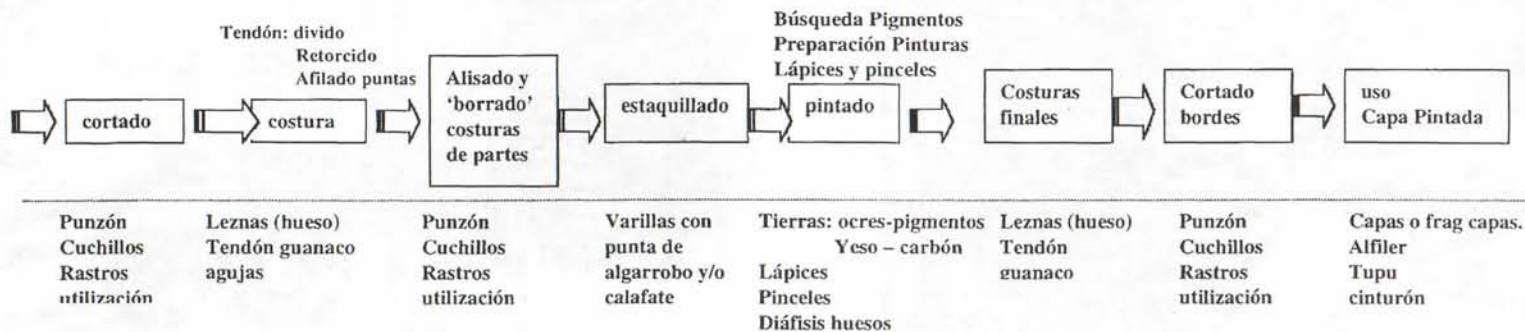 Tendón: divido
Retorcido
Afilado puntas
Búsqueda Pigmentos
Preparación Pinturas
Lápices y pinceles
cortado
costura
Alisado y
‘borrado’
costuras
de partes
estaquillado
pintado
Costuras
finales
Cortado
bordes
uso
Capa Pintada
Punzón
Cuchillos
Rastros
utilización
Leznas (hueso)
Tendón guanaco
agujas
Punzón
Cuchillos
Rastros
utilización
Varillas con
punta de
algarrobo y/o
calafate
Tierras: ocres-pigmentos
Yeso – carbón
Lápices
Pinceles
Diáfisis huesos
Leznas (hueso)
Tendón
guanaco
Punzón
Cuchillos
Rastros
utilización
Capas o frag capas.
Alfiler
Tupu
cinturón